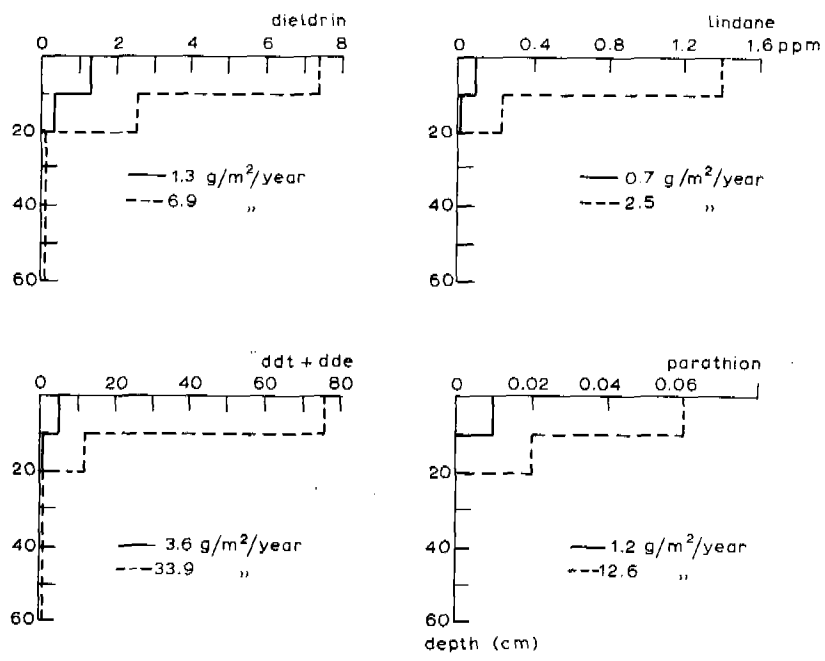 dieldrin
0 2 4 6 8
20
40
60
1.3 g/m²/year
6.9 ,,
lindane
0 0.4 0.8 1.2 1.6 ppm
20
40
60
0.7 g/m²/year
2.5 ,,
ddt + dde
0 20 40 60 80
20
40
60
3.6 g/m²/year
33.9 ,,
parathion
0 0.02 0.04 0.06
20
40
60
1.2 g/m²/year
12.6 ,,
depth (cm)